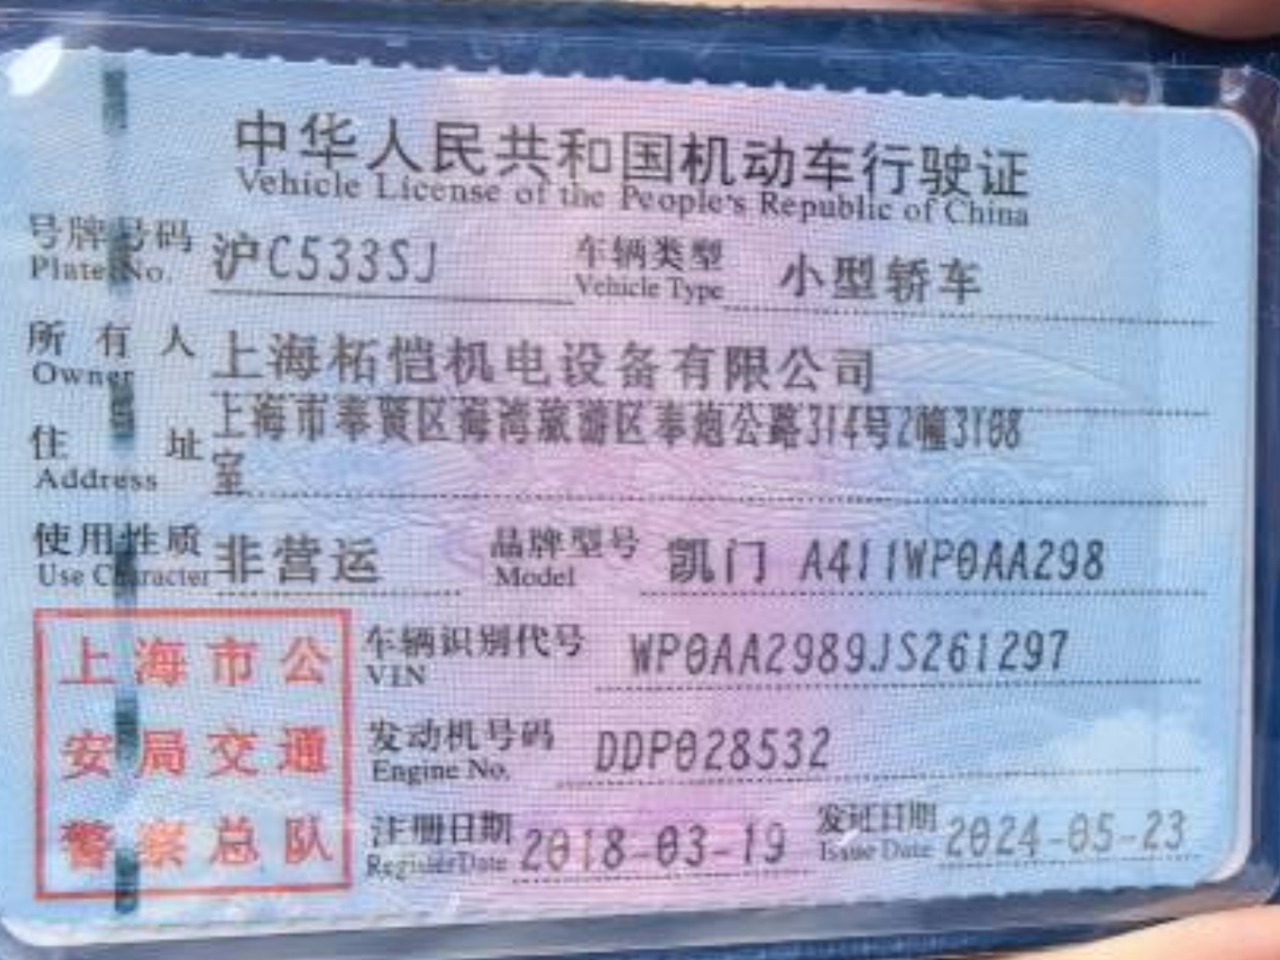 中华人民共和国机动车行驶证
Vehicle License of the People's Republic of China
号牌号码 沪C533SJ 车辆类型 小型轿车
Plate No. Vehicle Type
所有人 上海柘恺机电设备有限公司
Owner
住址 上海市奉贤区海湾旅游区奉炮公路314号2幢3108
Address 室
使用性质 非营运 品牌型号 凯门 A411WP0AA298
Use Character Model
车辆识别代号 WP0AA2989JS261297
VIN
发动机号码 DDP028532
Engine No.
注册日期 2018-03-19 发证日期 2024-05-23
Register Date Issue Date
上海市公
安局交通
警察总队